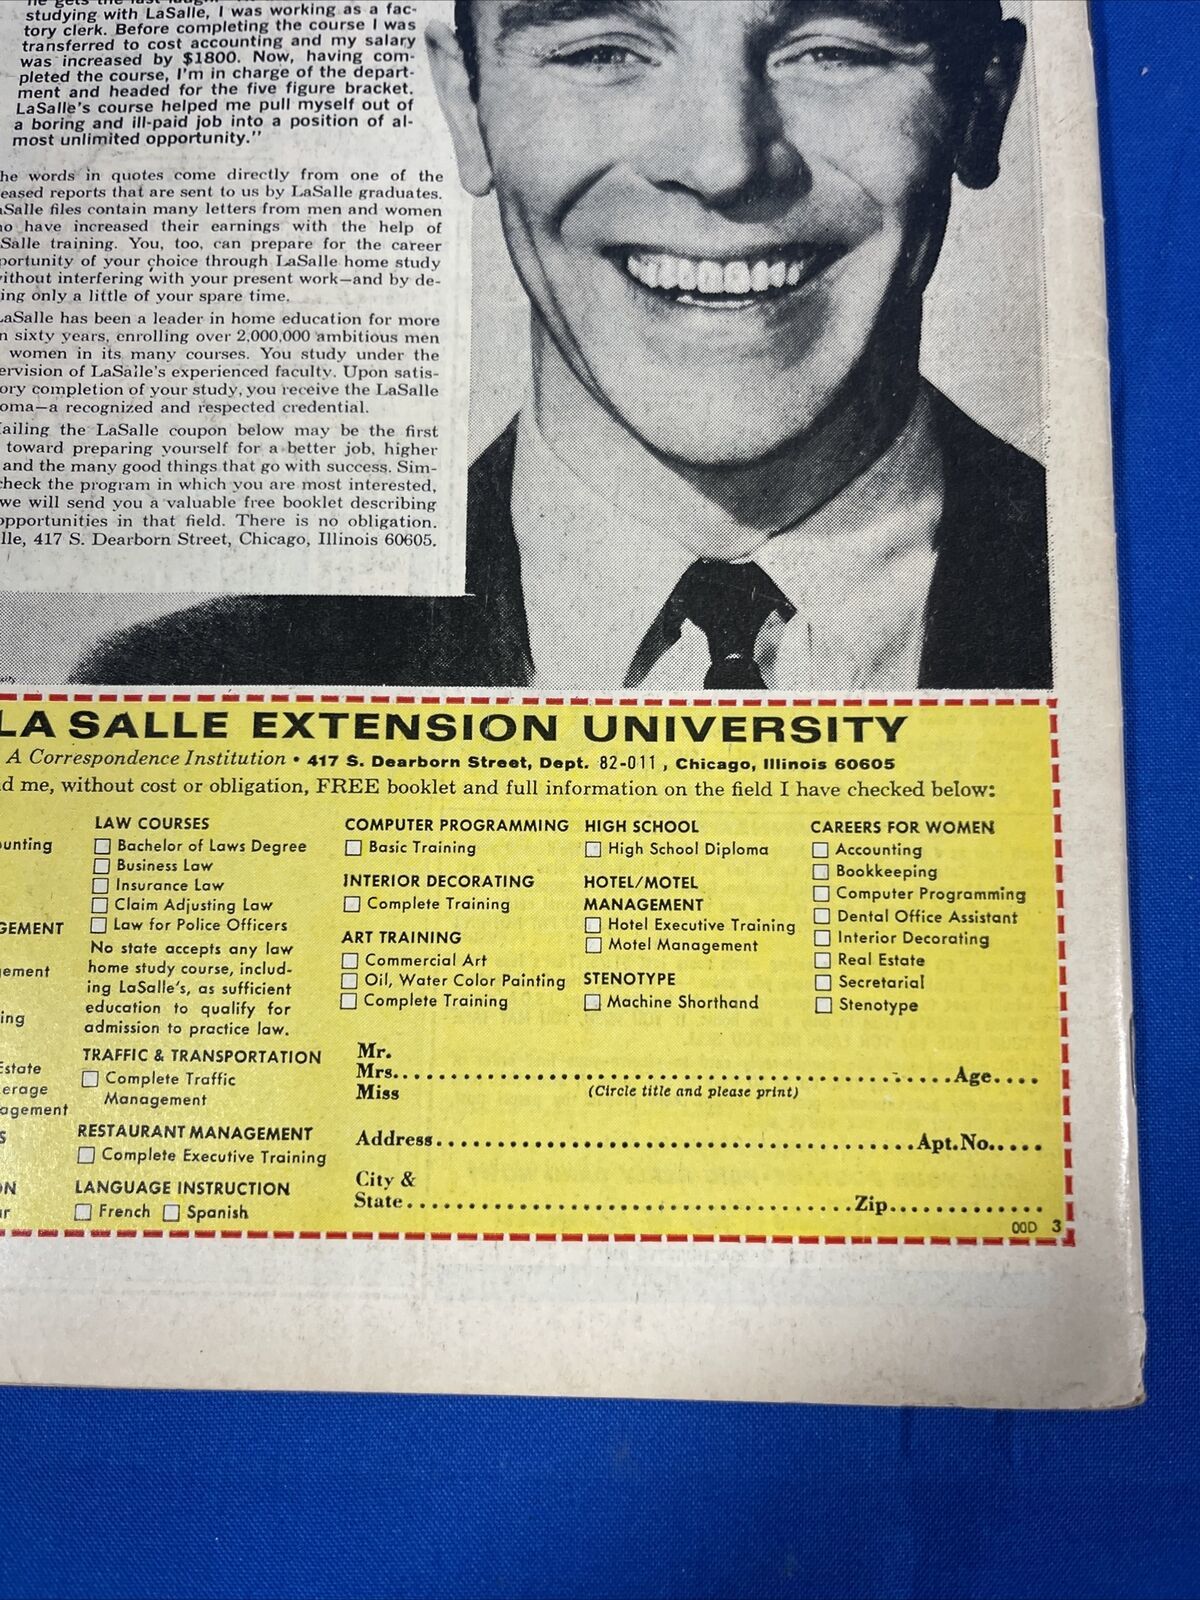 studying with LaSalle, I was working as a fac-
tory clerk. Before completing the course I was
transferred to cost accounting and my salary
was increased by $1800. Now, having com-
pleted the course, I'm in charge of the depart-
ment and headed for the five figure bracket.
LaSalle's course helped me pull myself out of
a boring and ill-paid job into a position of al-
most unlimited opportunity."
he words in quotes come directly from one of the
eased reports that are sent to us by LaSalle graduates.
aSalle files contain many letters from men and women
ho have increased their earnings with the help of
Salle training. You, too, can prepare for the career
portunity of your choice through LaSalle home study
vithout interfering with your present work—and by de-
ing only a little of your spare time.
LaSalle has been a leader in home education for more
n sixty years, enrolling over 2,000,000 ambitious men
women in its many courses. You study under the
ervision of LaSalle's experienced faculty. Upon satis-
ory completion of your study, you receive the LaSalle
oma—a recognized and respected credential.
ailing the LaSalle coupon below may be the first
toward preparing yourself for a better job, higher
and the many good things that go with success. Sim-
check the program in which you are most interested,
we will send you a valuable free booklet describing
opportunities in that field. There is no obligation.
lle, 417 S. Dearborn Street, Chicago, Illinois 60605.
LA SALLE EXTENSION UNIVERSITY
A Correspondence Institution • 417 S. Dearborn Street, Dept. 82-011, Chicago, Illinois 60605
d me, without cost or obligation, FREE booklet and full information on the field I have checked below:
unting
GEMENT
ement
ing
Estate
erage
agement
S
ON
ar
LAW COURSES
Bachelor of Laws Degree
Business Law
Insurance Law
Claim Adjusting Law
Law for Police Officers
No state accepts any law
home study course, includ-
ing LaSalle's, as sufficient
education to qualify for
admission to practice law.
TRAFFIC & TRANSPORTATION
Complete Traffic
Management
RESTAURANT MANAGEMENT
Complete Executive Training
LANGUAGE INSTRUCTION
French Spanish
COMPUTER PROGRAMMING
Basic Training
INTERIOR DECORATING
Complete Training
ART TRAINING
Commercial Art
Oil, Water Color Painting
Complete Training
HIGH SCHOOL
High School Diploma
HOTEL/MOTEL
MANAGEMENT
Hotel Executive Training
Motel Management
STENOTYPE
Machine Shorthand
CAREERS FOR WOMEN
Accounting
Bookkeeping
Computer Programming
Dental Office Assistant
Interior Decorating
Real Estate
Secretarial
Stenotype
Mr.
Mrs. Age
Miss (Circle title and please print)
Address Apt.No.
City &
State Zip
00D 3